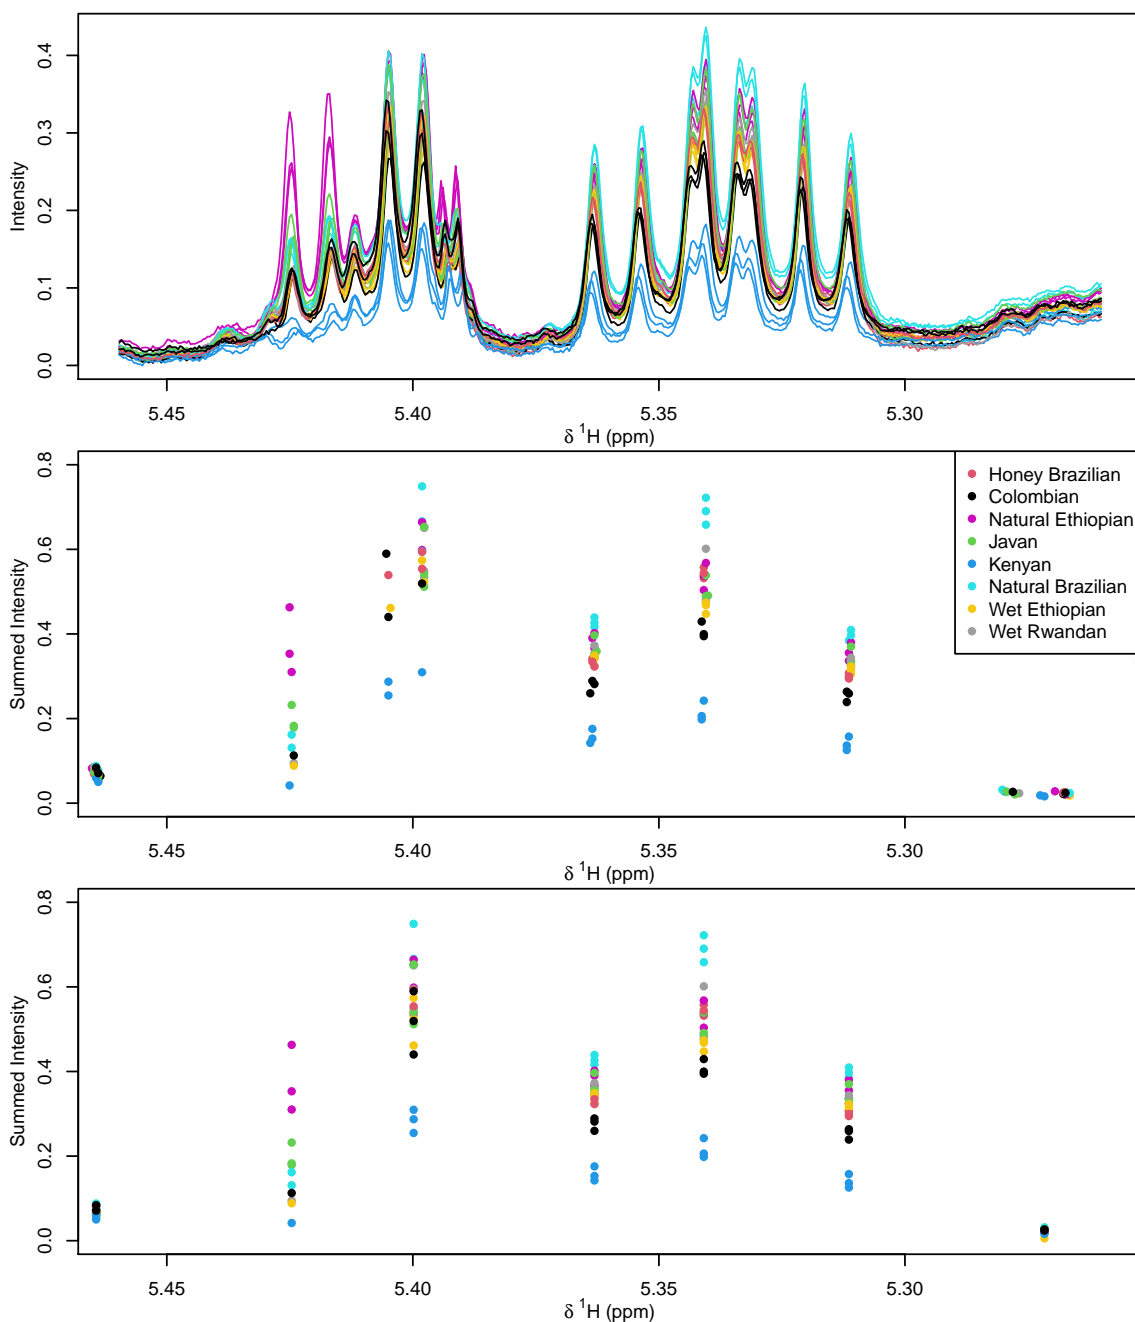 Intensity
0.4
0.3
0.2
0.1
0.0
5.45 5.40 5.35 5.30
δ ¹H (ppm)
Summed Intensity
0.8
0.6
0.4
0.2
0.0
Honey Brazilian
Colombian
Natural Ethiopian
Javan
Kenyan
Natural Brazilian
Wet Ethiopian
Wet Rwandan
5.45 5.40 5.35 5.30
δ ¹H (ppm)
Summed Intensity
0.8
0.6
0.4
0.2
0.0
5.45 5.40 5.35 5.30
δ ¹H (ppm)